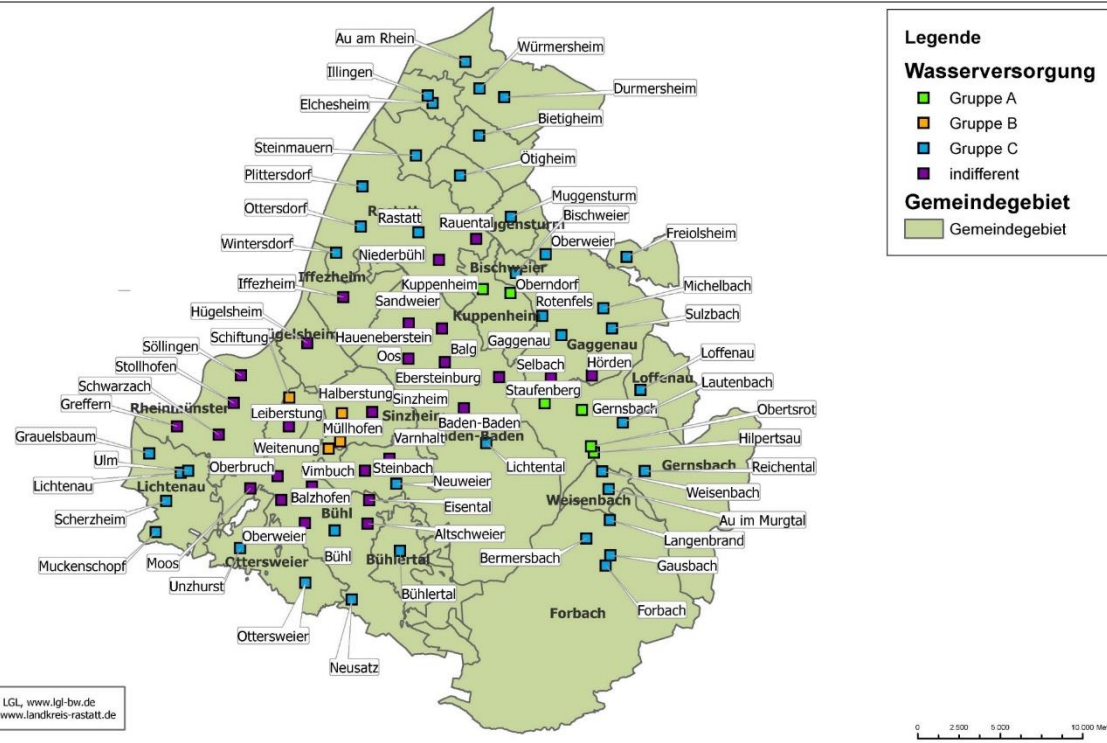 Au am Rhein
Würmersheim
Illingen
Durmersheim
Elchesheim
Bietigheim
Steinmauern
Ötigheim
Plittersdorf
Muggensturm
Bischweier
Ottersdorf
Rastatt
Rauental
Oberweier
Freiolsheim
Wintersdorf
Niederbühl
Bischweier
Iffezheim
Iffezheim
Kuppenheim
Oberndorf
Michelbach
Sandweier
Rotenfels
Hügelsheim
Kuppenheim
Sulzbach
Schiftung
Haueneberstein
Gaggenau
Gaggenau
Söllingen
Oos
Balg
Loffenau
Stollhofen
Ebersteinburg
Selbach
Hörden
Loffenau
Lautenbach
Schwarzach
Halberstung
Sinzheim
Staufenberg
Rheinmünster
Leiberstung
Sinzheim
Gernsbach
Obertsrot
Greffern
Müllhofen
Baden-Baden
Hilpertsau
Grauelsbaum
Weitenung
Varnhalt
Lichtental
Gernsbach
Reichental
Ulm
Oberbruch
Vimbuch
Steinbach
Weisenbach
Lichtenau
Lichtenau
Neuweier
Weisenbach
Scherzheim
Balzhofen
Eisental
Au im Murgtal
Bühl
Altschweier
Langenbrand
Muckenschopf
Moos
Oberweier
Bühl
Bühlertal
Bermersbach
Gausbach
Unzhurst
Ottersweier
Bühlertal
Forbach
Forbach
Ottersweier
Neusatz
Legende
Wasserversorgung
Gruppe A
Gruppe B
Gruppe C
indifferent
Gemeindegebiet
Gemeindegebiet
LGL, www.lgl-bw.de
www.landkreis-rastatt.de
0 2 500 5 000 10 000